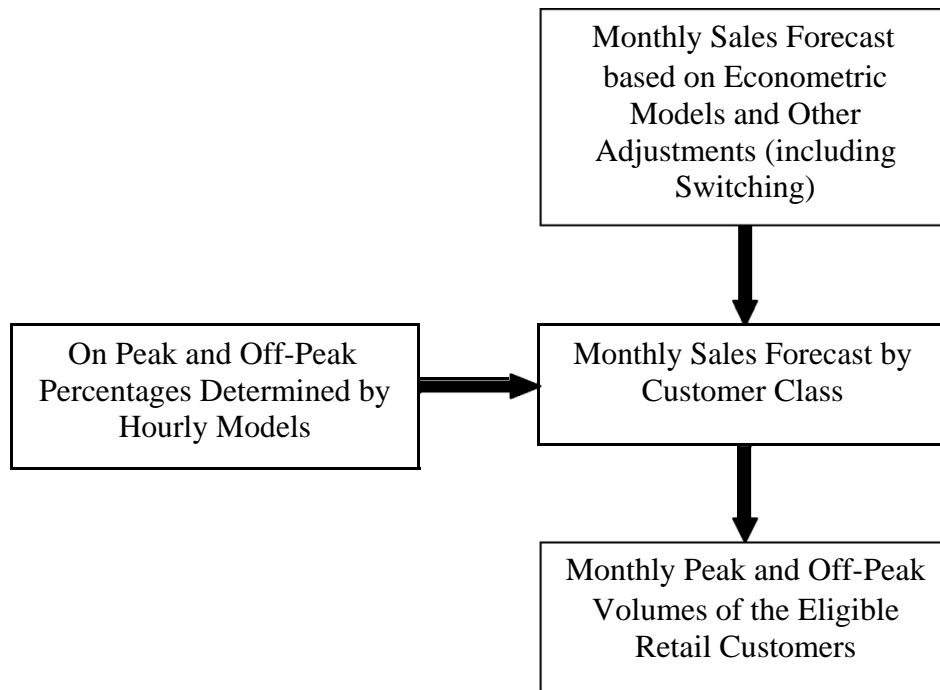 Monthly Sales Forecast
based on Econometric
Models and Other
Adjustments (including
Switching)
On Peak and Off-Peak
Percentages Determined by
Hourly Models
Monthly Sales Forecast by
Customer Class
Monthly Peak and Off-Peak
Volumes of the Eligible
Retail Customers